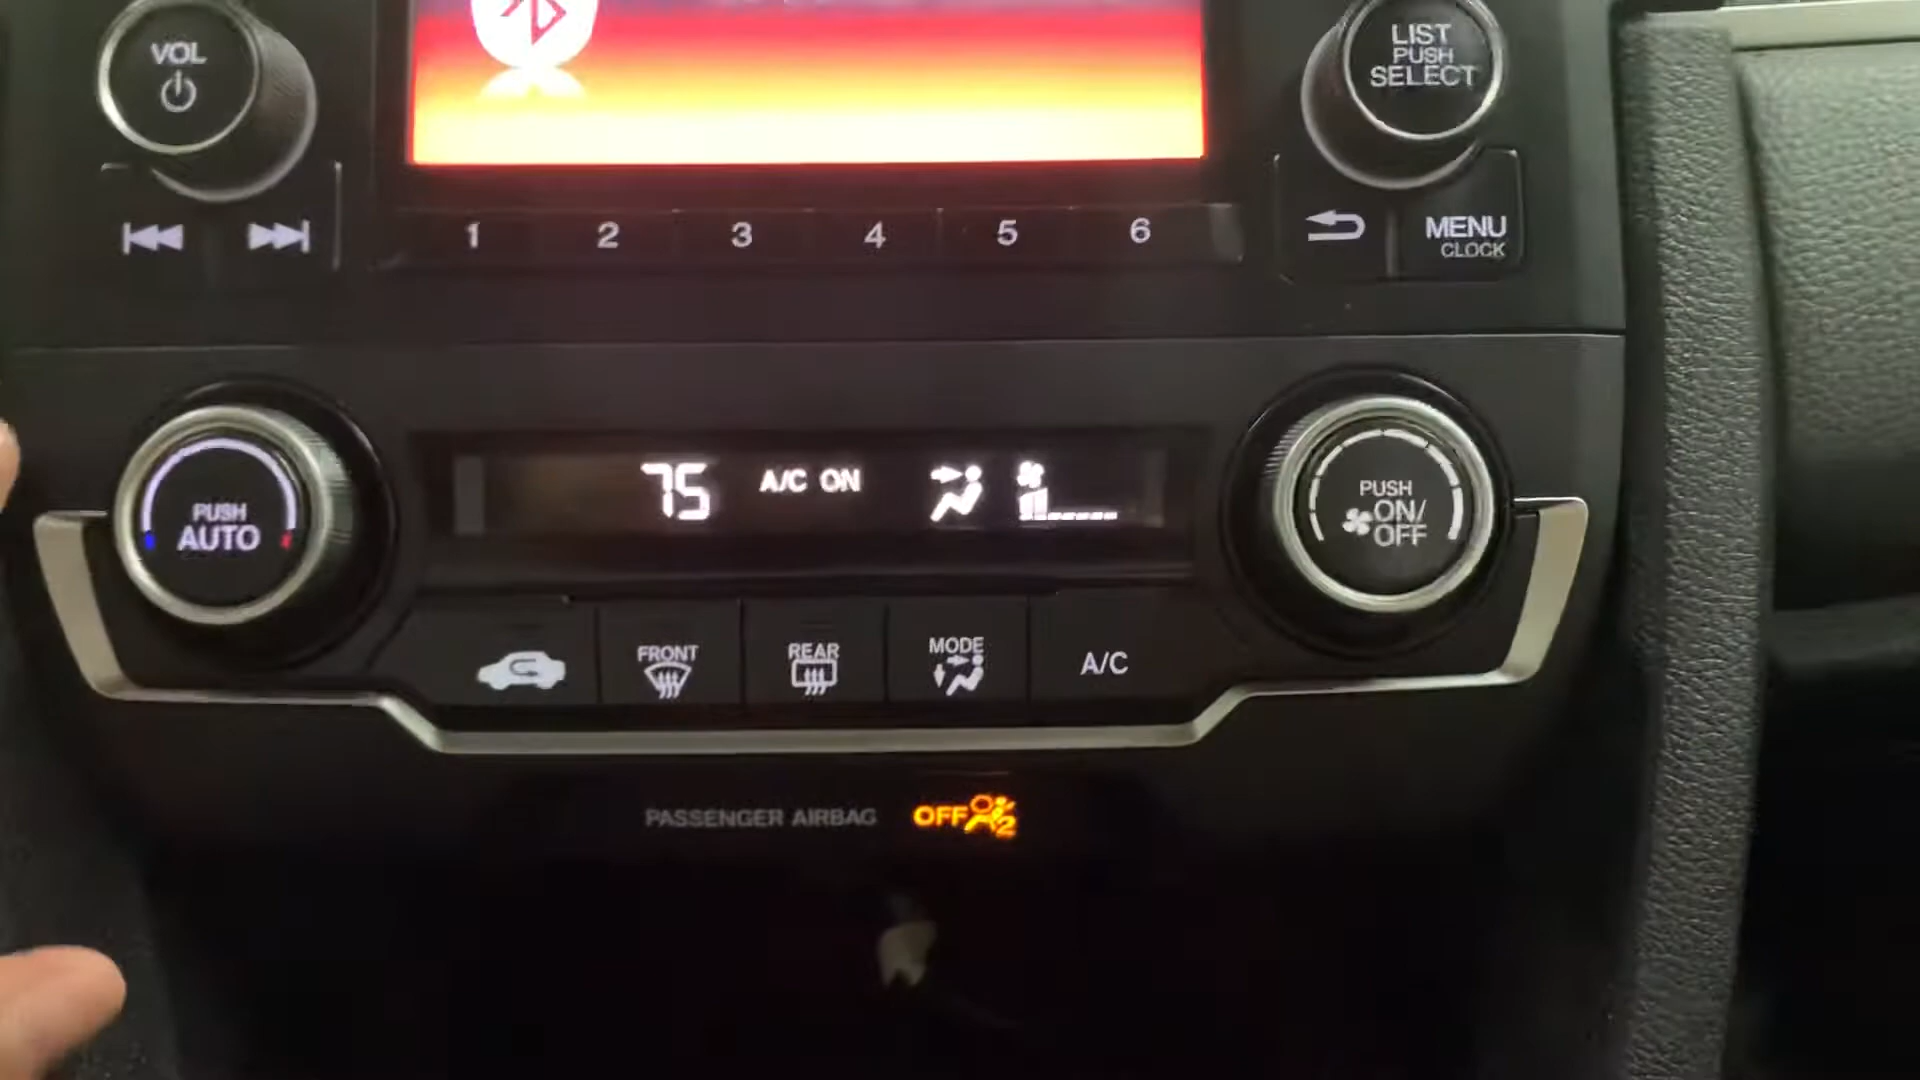 VOL
LIST
PUSH
SELECT
1 2 3 4 5 6
MENU
CLOCK
75 A/C ON
PUSH
AUTO
PUSH
ON/
OFF
FRONT
REAR
MODE
A/C
PASSENGER AIRBAG OFF 2